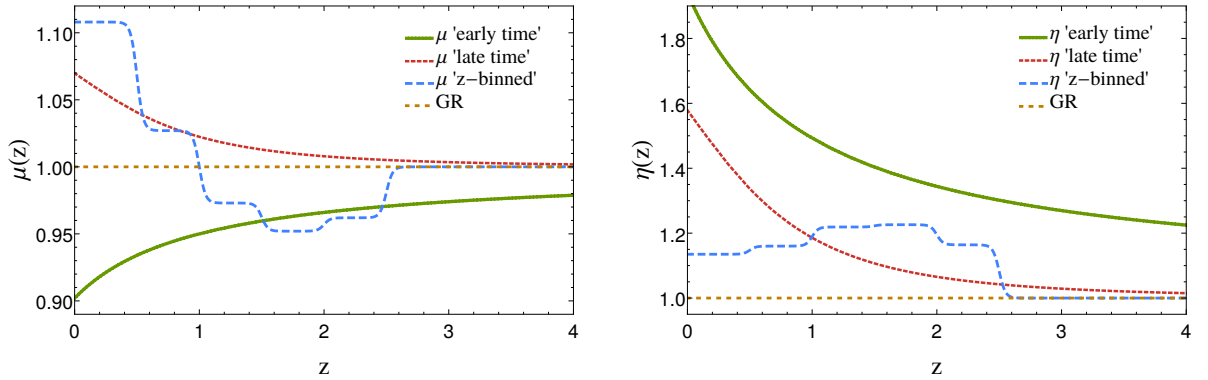 μ 'early time'
μ 'late time'
μ 'z−binned'
GR
1.10
1.05
1.00
0.95
0.90
μ(z)
0 1 2 3 4
z
η 'early time'
η 'late time'
η 'z−binned'
GR
1.8
1.6
1.4
1.2
1.0
η(z)
0 1 2 3 4
z